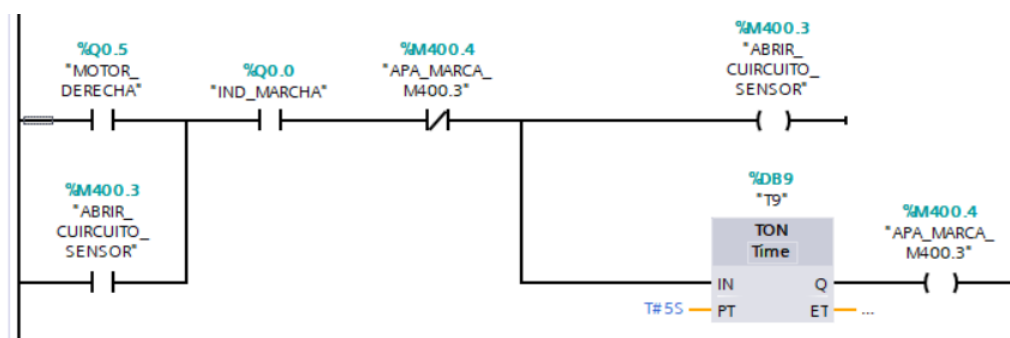 %Q0.5
"MOTOR_
DERECHA"
%Q0.0
"IND_MARCHA"
%M400.4
"APA_MARCA_
M400.3"
%M400.3
"ABRIR_
CUIRCUITO_
SENSOR"
%M400.3
"ABRIR_
CUIRCUITO_
SENSOR"
%DB9
"T9"
TON
Time
IN
Q
T#5S
PT
ET
...
%M400.4
"APA_MARCA_
M400.3"